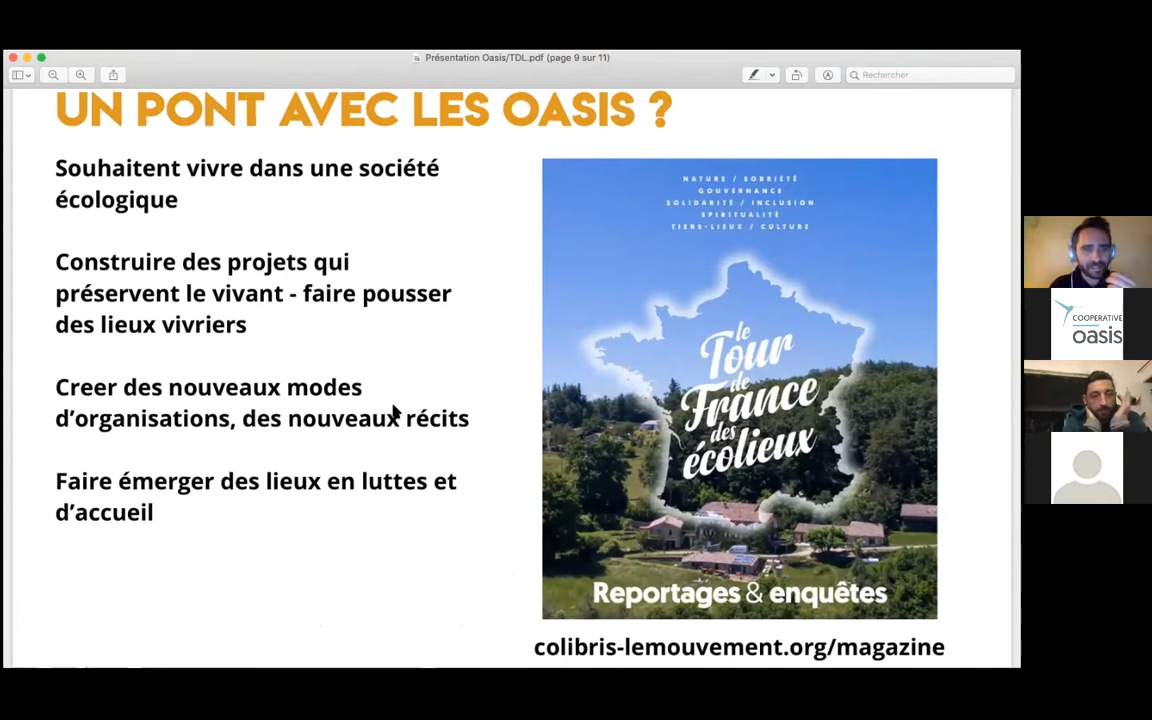 Présentation Oasis/TDL.pdf (page 9 sur 11)
Rechercher
UN PONT AVEC LES OASIS ?
Souhaitent vivre dans une société
écologique
Construire des projets qui
préservent le vivant - faire pousser
des lieux vivriers
Creer des nouveaux modes
d’organisations, des nouveaux récits
Faire émerger des lieux en luttes et
d’accueil
NATURE / SOBRIÉTÉ
GOUVERNANCE
SOLIDARITÉ / INCLUSION
SPIRITUALITÉ
TIERS-LIEUX / CULTURE
le
Tour
de
France
des
écolieux
Reportages & enquêtes
colibris-lemouvement.org/magazine
COOPERATIVE
oasis